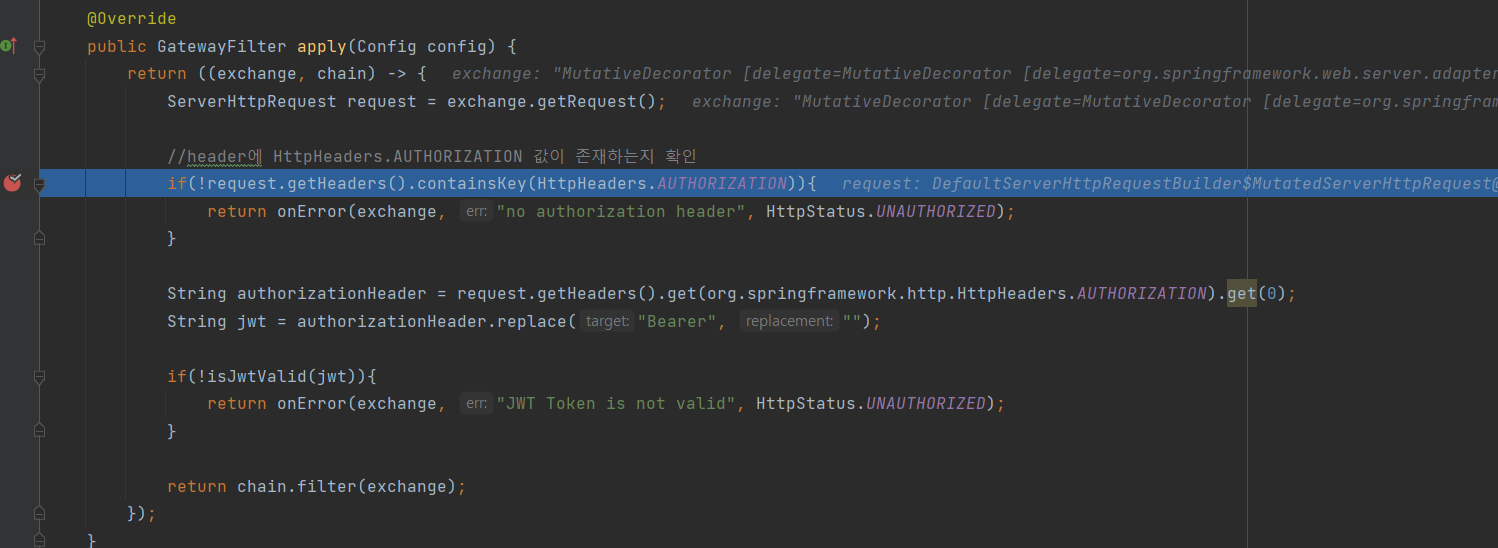 @Override
public GatewayFilter apply(Config config) {
return ((exchange, chain) -> {   exchange: "MutativeDecorator [delegate=MutativeDecorator [delegate=org.springframework.web.server.adapter
ServerHttpRequest request = exchange.getRequest();   exchange: "MutativeDecorator [delegate=MutativeDecorator [delegate=org.springfram
//header에 HttpHeaders.AUTHORIZATION 값이 존재하는지 확인
if(!request.getHeaders().containsKey(HttpHeaders.AUTHORIZATION)){   request: DefaultServerHttpRequestBuilder$MutatedServerHttpRequest@
return onError(exchange, err: "no authorization header", HttpStatus.UNAUTHORIZED);
}
String authorizationHeader = request.getHeaders().get(org.springframework.http.HttpHeaders.AUTHORIZATION).get(0);
String jwt = authorizationHeader.replace( target: "Bearer", replacement: "");
if(!isJwtValid(jwt)){
return onError(exchange, err: "JWT Token is not valid", HttpStatus.UNAUTHORIZED);
}
return chain.filter(exchange);
});
}